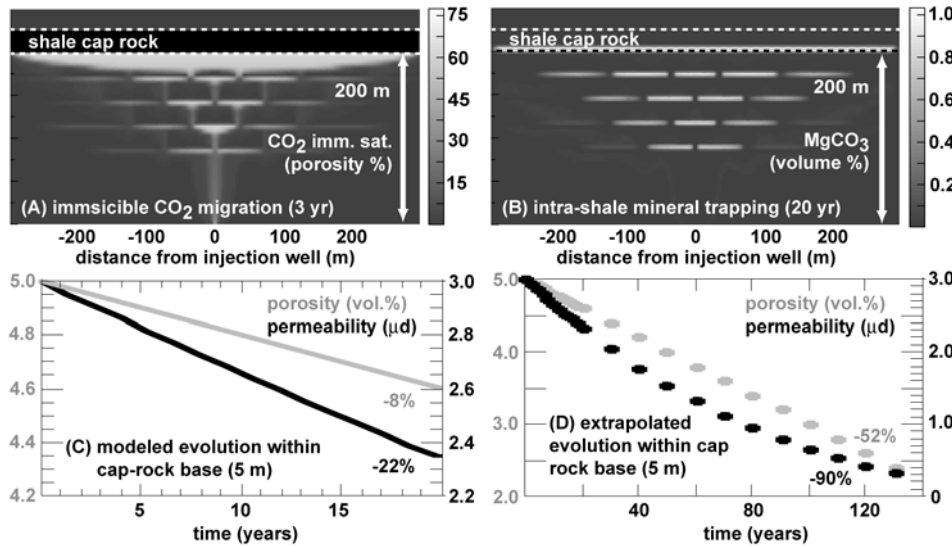 75
60
45
30
15
shale cap rock
200 m
CO2 imm. sat.
(porosity %)
(A) immsicible CO2 migration (3 yr)
-200 -100 0 100 200
distance from injection well (m)
1.0
0.8
0.6
0.4
0.2
shale cap rock
200 m
MgCO3
(volume %)
(B) intra-shale mineral trapping (20 yr)
-200 -100 0 100 200
distance from injection well (m)
5.0
4.8
4.6
4.4
4.2
3.0
2.8
2.6
2.4
2.2
porosity (vol.%)
permeability (μd)
-8%
-22%
(C) modeled evolution within
cap-rock base (5 m)
5 10 15
time (years)
5.0
4.0
3.0
2.0
3.0
2.0
1.0
0
porosity (vol.%)
permeability (μd)
-52%
-90%
(D) extrapolated
evolution within cap
rock base (5 m)
40 80 120
time (years)